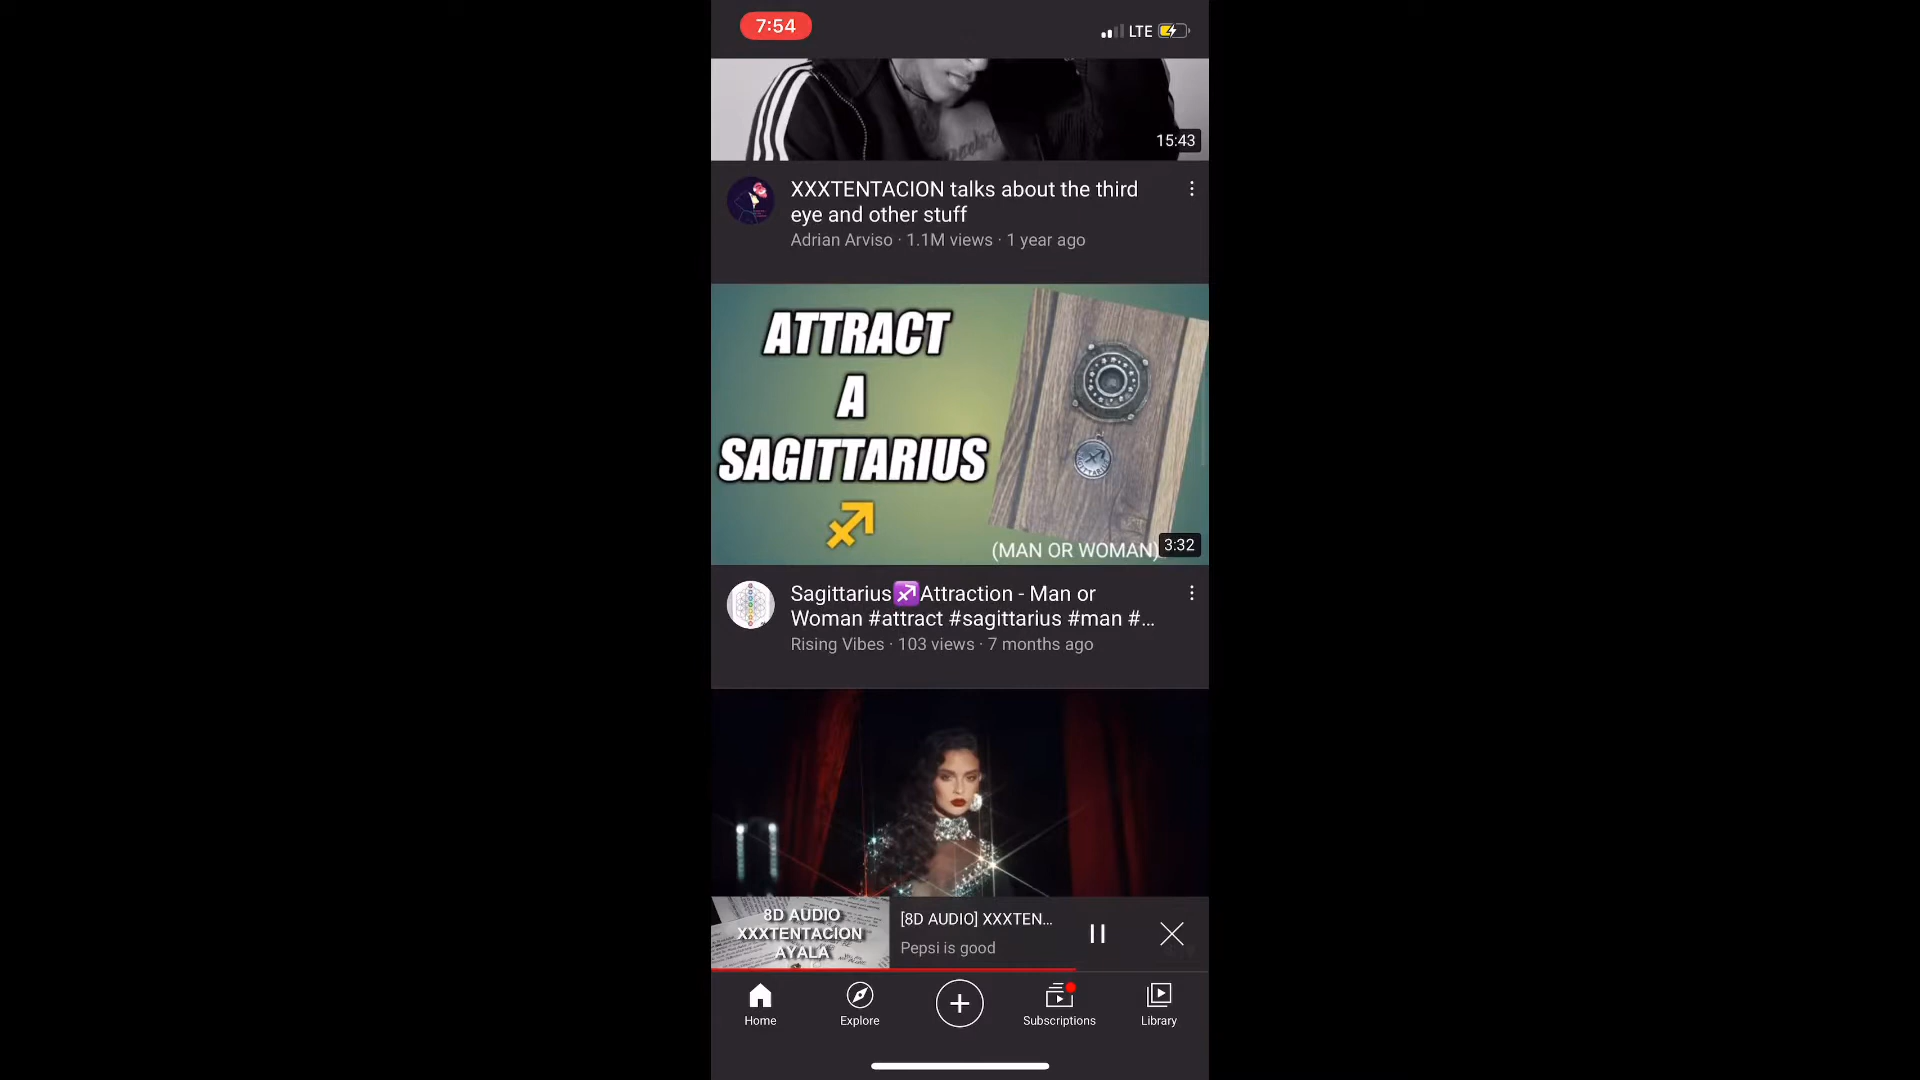 7:54
LTE
15:43
XXXTENTACION talks about the third
eye and other stuff
Adrian Arviso · 1.1M views · 1 year ago
ATTRACT
A
SAGITTARIUS
♐
SAGITTARIUS
(MAN OR WOMAN)
3:32
Sagittarius♐Attraction - Man or
Woman #attract #sagittarius #man #...
Rising Vibes · 103 views · 7 months ago
8D AUDIO
XXXTENTACION
AYALA
[8D AUDIO] XXXTEN...
Pepsi is good
Home
Explore
Subscriptions
Library